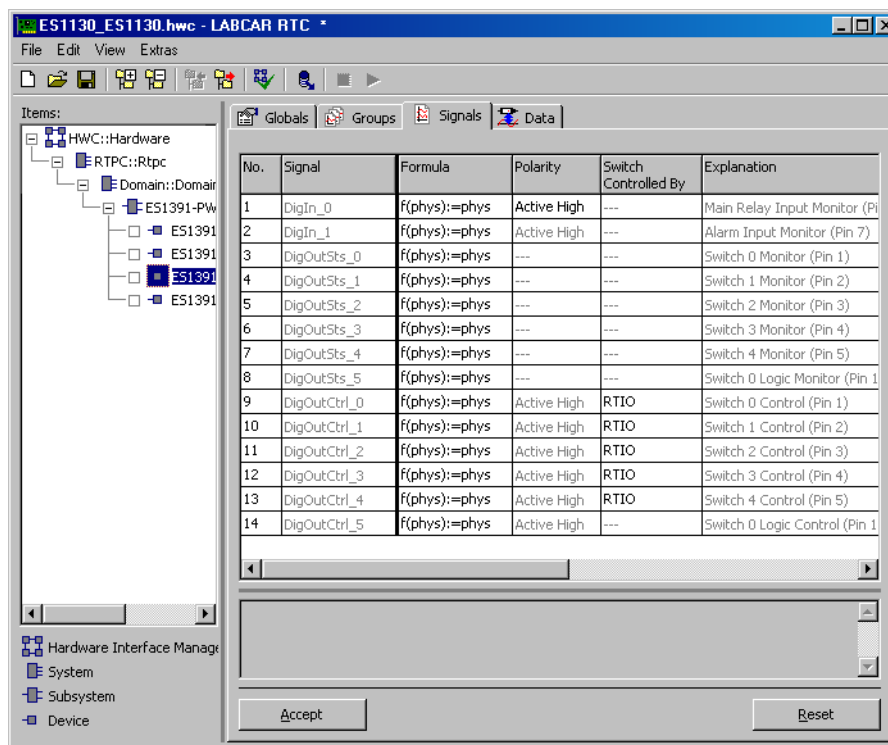 ES1130_ES1130.hwc - LABCAR RTC *
File Edit View Extras
Items:
HWC::Hardware
RTPC::Rtpc
Domain::Domair
ES1391-PW
ES1391
ES1391
ES1391
ES1391
Hardware Interface Manage
System
Subsystem
Device
Globals Groups Signals Data
No. Signal Formula Polarity Switch Controlled By Explanation
1 DigIn_0 f(phys):=phys Active High --- Main Relay Input Monitor (Pi
2 DigIn_1 f(phys):=phys Active High --- Alarm Input Monitor (Pin 7)
3 DigOutSts_0 f(phys):=phys --- --- Switch 0 Monitor (Pin 1)
4 DigOutSts_1 f(phys):=phys --- --- Switch 1 Monitor (Pin 2)
5 DigOutSts_2 f(phys):=phys --- --- Switch 2 Monitor (Pin 3)
6 DigOutSts_3 f(phys):=phys --- --- Switch 3 Monitor (Pin 4)
7 DigOutSts_4 f(phys):=phys --- --- Switch 4 Monitor (Pin 5)
8 DigOutSts_5 f(phys):=phys --- --- Switch 0 Logic Monitor (Pin 1
9 DigOutCtrl_0 f(phys):=phys Active High RTIO Switch 0 Control (Pin 1)
10 DigOutCtrl_1 f(phys):=phys Active High RTIO Switch 1 Control (Pin 2)
11 DigOutCtrl_2 f(phys):=phys Active High RTIO Switch 2 Control (Pin 3)
12 DigOutCtrl_3 f(phys):=phys Active High RTIO Switch 3 Control (Pin 4)
13 DigOutCtrl_4 f(phys):=phys Active High RTIO Switch 4 Control (Pin 5)
14 DigOutCtrl_5 f(phys):=phys Active High --- Switch 0 Logic Control (Pin 1
Accept Reset